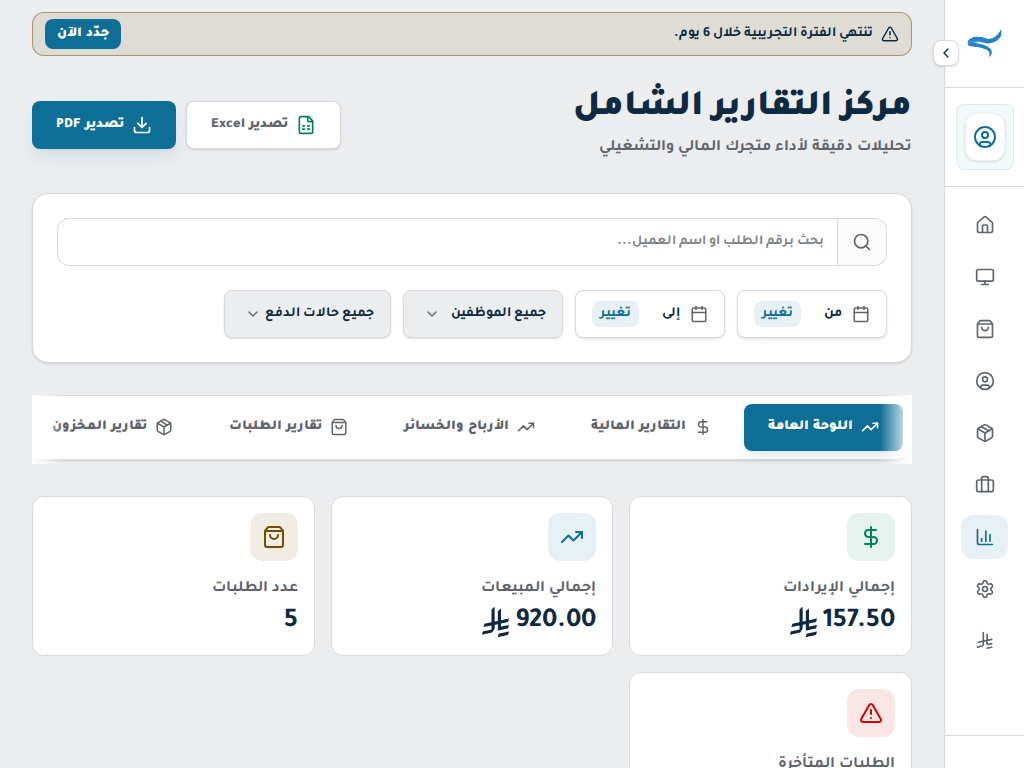 تنتهي الفترة التجريبية خلال 6 يوم.
جدّد الآن
مركز التقارير الشامل
تحليلات دقيقة لأداء متجرك المالي والتشغيلي
تصدير Excel
تصدير PDF
بحث برقم الطلب او اسم العميل...
من تغيير
إلى تغيير
جميع الموظفين
جميع حالات الدفع
اللوحة العامة
التقارير المالية
الأرباح والخسائر
تقارير الطلبات
تقارير المخزون
إجمالي الإيرادات
157.50
إجمالي المبيعات
920.00
عدد الطلبات
5
الطلبات المتأخرة